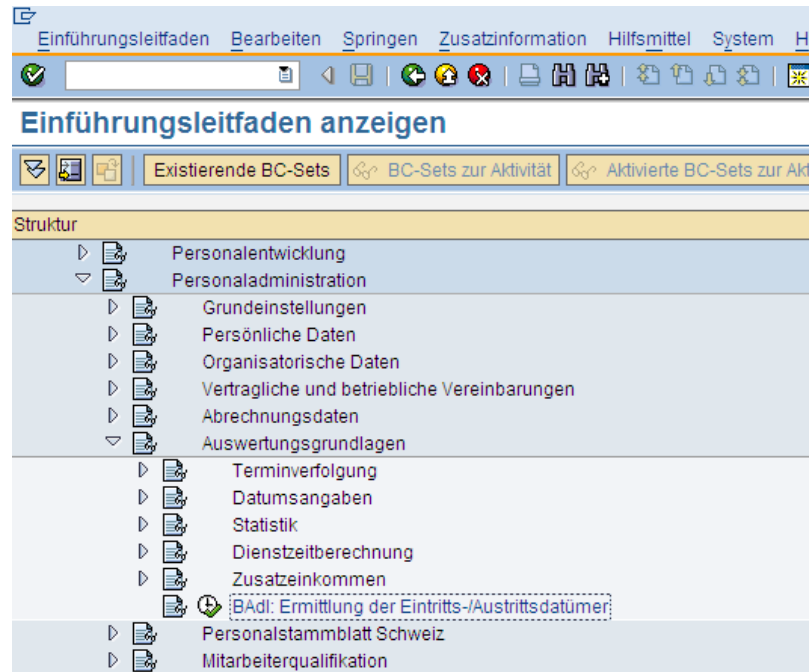 Einführungsleitfaden Bearbeiten Springen Zusatzinformation Hilfsmittel System H
Einführungsleitfaden anzeigen
Existierende BC-Sets BC-Sets zur Aktivität Aktivierte BC-Sets zur Akt
Struktur
Personalentwicklung
Personaladministration
Grundeinstellungen
Persönliche Daten
Organisatorische Daten
Vertragliche und betriebliche Vereinbarungen
Abrechnungsdaten
Auswertungsgrundlagen
Terminverfolgung
Datumsangaben
Statistik
Dienstzeitberechnung
Zusatzeinkommen
BAdI: Ermittlung der Eintritts-/Austrittsdatümer
Personalstammblatt Schweiz
Mitarbeiterqualifikation